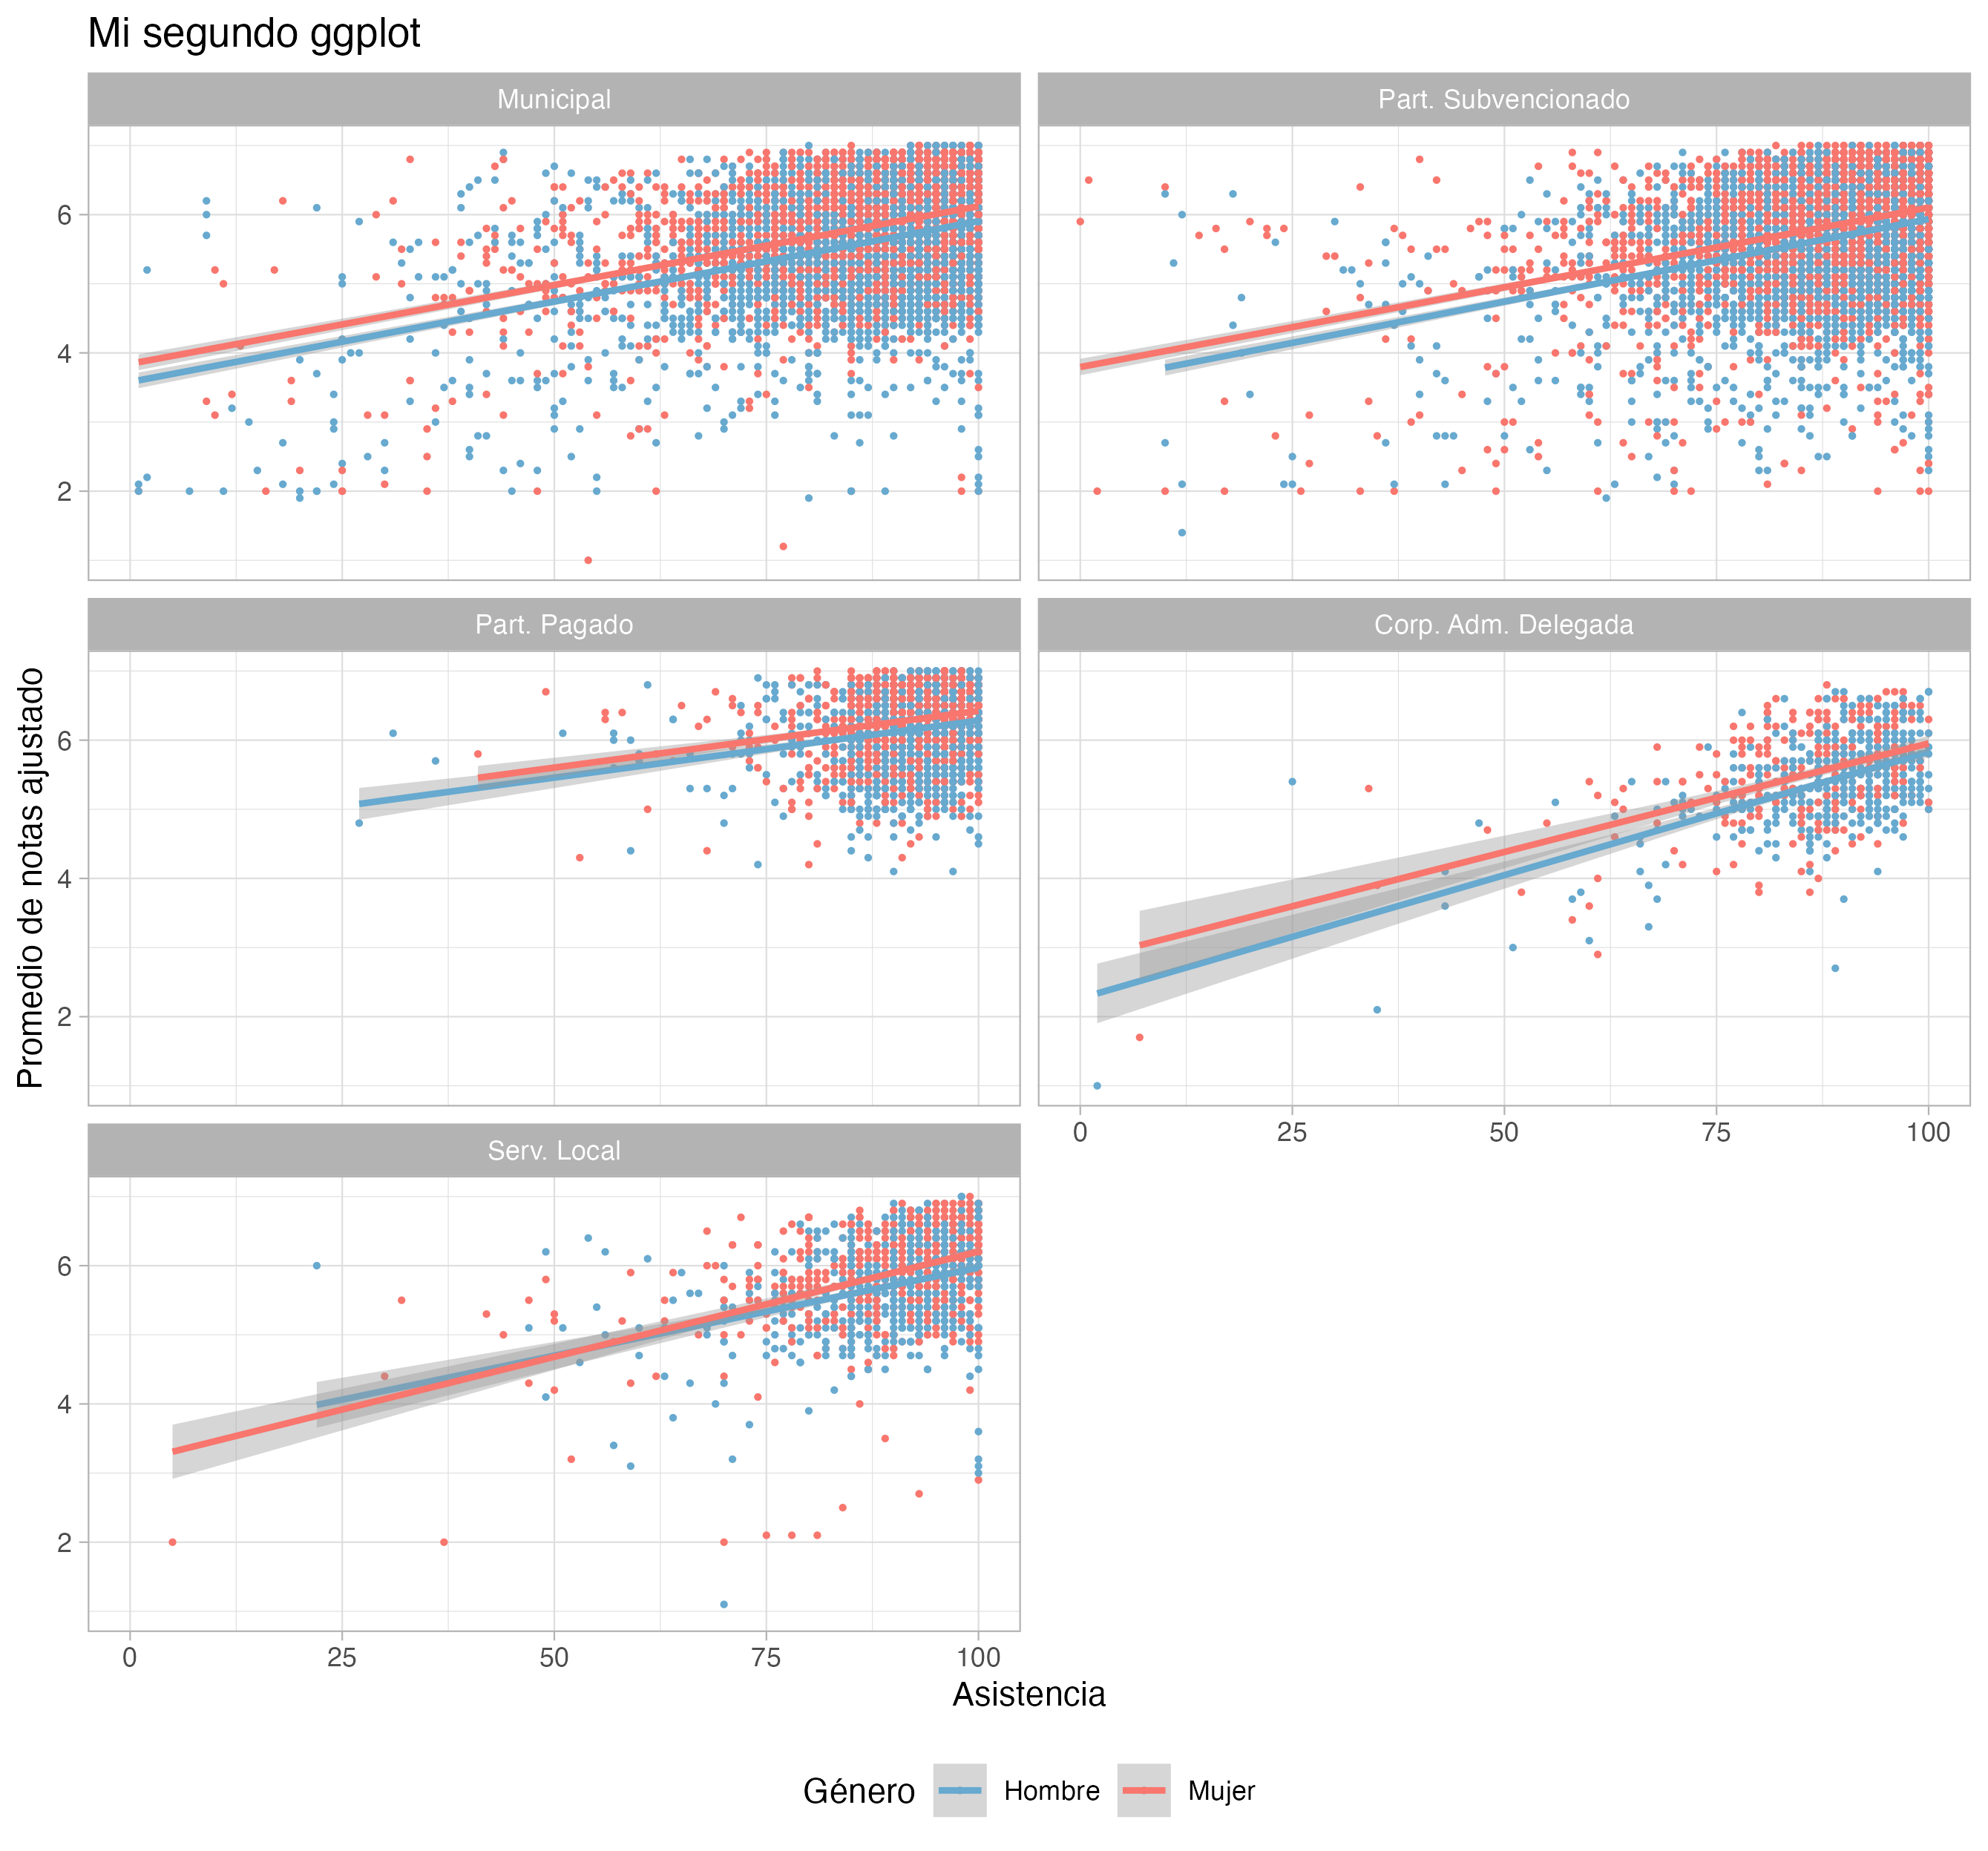 Mi segundo ggplot
Municipal
Part. Subvencionado
6
4
2
Part. Pagado
Corp. Adm. Delegada
6
4
2
0 25 50 75 100
Serv. Local
6
4
2
0 25 50 75 100
Promedio de notas ajustado
Asistencia
Género Hombre Mujer